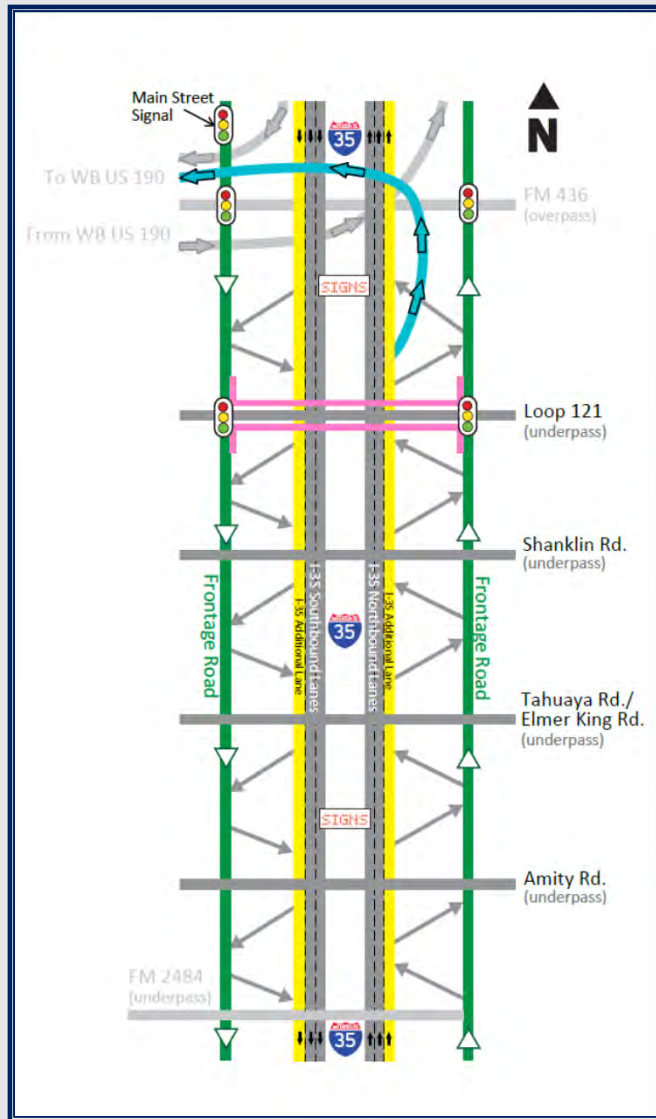 Main Street
Signal
INTERSTATE
35
N
To WB US 190
FM 436
(overpass)
From WB US 190
SIGNS
Loop 121
(underpass)
Shanklin Rd.
(underpass)
Frontage Road
I-35 Additional Lane
I-35 Southbound Lanes
35
I-35 Northbound Lanes
I-35 Additional Lane
Frontage Road
Tahuaya Rd./
Elmer King Rd.
(underpass)
SIGNS
Amity Rd.
(underpass)
FM 2484
(underpass)
35